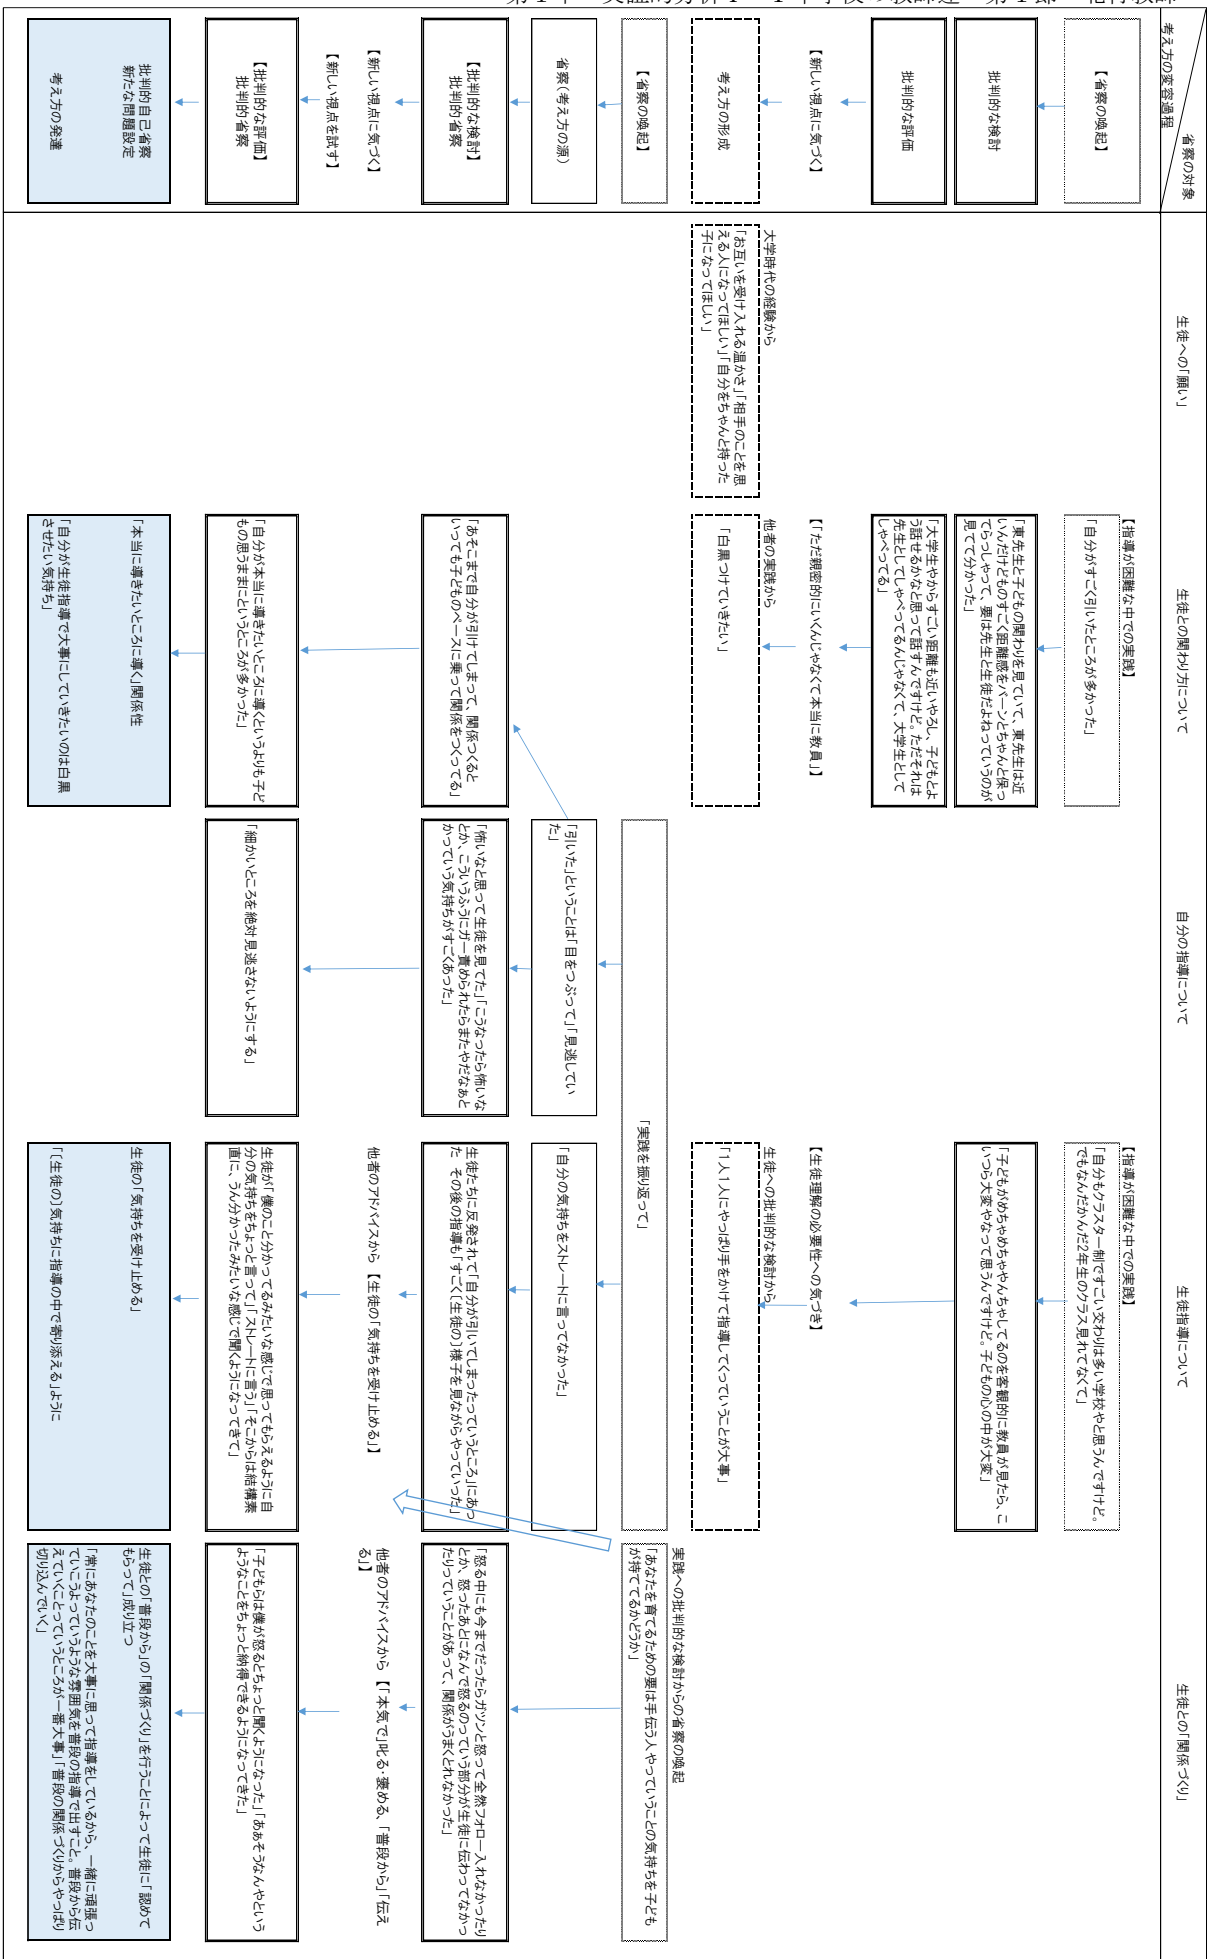 省察の対象
考え方の変容過程
生徒への「願い」
生徒との関わり方について
自分の指導について
生徒指導について
生徒との「関係づくり」
【省察の喚起】
【指導が困難な中での実践】
「自分がすごく引いたところが多かった」
【指導が困難な中での実践】
「自分もクラスター制ですごい交わりは多い学校やと思うんですけど。
でもなんだかんだ2年生のクラス見れてなくて」
批判的な検討
「東先生と子どもの関わりを見ていて、東先生は近
いんだけどものすごく距離感をパーンとちゃんと保っ
てらっしゃって、要は先生と生徒だよねっていうのが
見てて分かった」
「子どもがめちゃめちゃやんちゃしてるのを客観的に教員が見たら、こ
いつら大変やなって思うんですけど。子どもの心の中が大変」
批判的な評価
「大学生やからすごい距離も近いやろし、子どもとよ
う話せるかなと思って話すんですけど。ただそれは
先生としてしゃべってるんじゃなくて、大学生として
しゃべってる」
【新しい視点に気づく】
【「ただ親密的にいくんじゃなくて本当に教員」】
【生徒理解の必要性への気づき】
考え方の形成
大学時代の経験から
「お互いを受け入れる温かさ」「相手のことを思
える人になってほしい」「自分をちゃんと持った
子になってほしい」
他者の実践から
「白黒つけていきたい」
生徒への批判的な検討から
「1人1人にやっぱり手をかけて指導してくっていうことが大事」
【省察の喚起】
「実践を振り返って」
実践への批判的な検討からの省察の喚起
「あなたを育てるための要は手伝う人やっていうことの気持ちを子ども
が持ててるかどうか」
省察(考え方の源)
「引いた」ということは「目をつぶって」「見逃してい
た」
「自分の気持ちをストレートに言ってなかった」
【批判的な検討】
批判的省察
「あそこまで自分が引けてしまって、関係つくると
いっても子どものペースに乗って関係をつくってる」
「怖いなと思って生徒を見てた」「こうなったら怖いな
とか、こういうふうにガー責められたらまたやだなぁと
かっていう気持ちがすごくあった」
生徒たちに反発されて「自分が引いてしまったっていうところ」にあっ
た その後の指導も「すごく〔生徒の〕様子を見ながらやっていった」
「怒る中にも今までだったらガツンと怒って全然フォロー入れなかったり
とか、怒ったあとになんで怒るのっていう部分が生徒に伝わってなかっ
たりっていうことがあって、関係がうまくとれなかった」
【新しい視点に気づく】
【新しい視点を試す】
他者のアドバイスから 【生徒の「気持ちを受け止める」】
他者のアドバイスから 【「本気で」叱る・褒める、「普段から」「伝え
る」】
【批判的な評価】
批判的省察
「自分が本当に導きたいところに導くというよりも子ど
もの思うままにというところが多かった」
「細かいところを絶対見逃さないようにする」
生徒が「僕のこと分かってるみたいな感じで思ってもらえるように自
分の気持ちをちょっと言って」「ストレートに言う」「そこからは結構素
直に、うん分かったみたいな感じで聞くようになってきて」
「子どもらは僕が怒るとちょっと聞くようになった」「あぁそうなんやという
ようなことをちょっと納得できるようになってきた」
批判的自己省察
新たな問題設定
考え方の発達
「本当に導きたいところに導く」関係性
「自分が生徒指導で大事にしていきたいのは白黒
させたい気持ち」
生徒の「気持ちを受け止める」
「〔生徒の〕気持ちに指導の中で寄り添える」ように
生徒との「普段から」の「関係づくり」を行うことによって生徒に「認めて
もらって」成り立つ
「常にあなたのことを大事に思って指導をしているから、一緒に頑張っ
ていこうよっていうような雰囲気を普段の指導で出すこと。普段から伝
えていくことっていうところが一番大事」「普段の関係づくりからやっぱり
切り込んでいく」